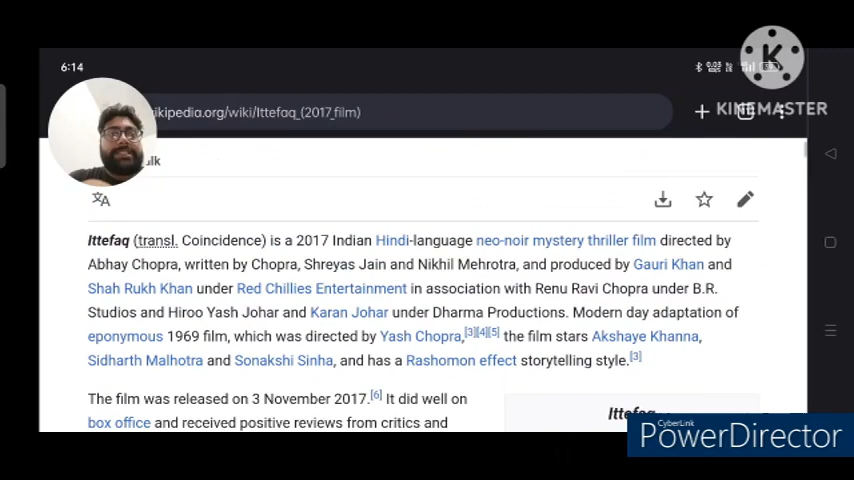 6:14
KINEMASTER
ikipedia.org/wiki/Ittefaq_(2017_film)
alk
Ittefaq (transl. Coincidence) is a 2017 Indian Hindi-language neo-noir mystery thriller film directed by
Abhay Chopra, written by Chopra, Shreyas Jain and Nikhil Mehrotra, and produced by Gauri Khan and
Shah Rukh Khan under Red Chillies Entertainment in association with Renu Ravi Chopra under B.R.
Studios and Hiroo Yash Johar and Karan Johar under Dharma Productions. Modern day adaptation of
eponymous 1969 film, which was directed by Yash Chopra,[3][4][5] the film stars Akshaye Khanna,
Sidharth Malhotra and Sonakshi Sinha, and has a Rashomon effect storytelling style.[3]
The film was released on 3 November 2017.[6] It did well on
box office and received positive reviews from critics and
Ittefaq
CyberLink
PowerDirector